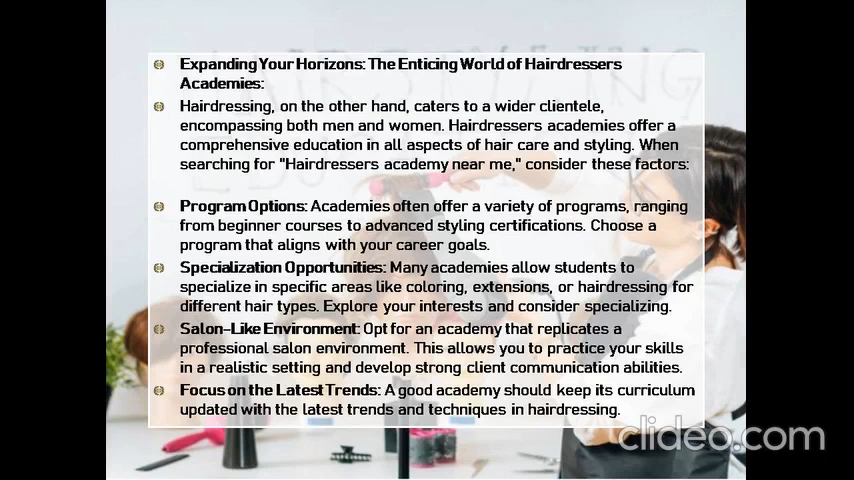 Expanding Your Horizons: The Enticing World of Hairdressers
Academies:
Hairdressing, on the other hand, caters to a wider clientele,
encompassing both men and women. Hairdressers academies offer a
comprehensive education in all aspects of hair care and styling. When
searching for "Hairdressers academy near me," consider these factors:
Program Options: Academies often offer a variety of programs, ranging
from beginner courses to advanced styling certifications. Choose a
program that aligns with your career goals.
Specialization Opportunities: Many academies allow students to
specialize in specific areas like coloring, extensions, or hairdressing for
different hair types. Explore your interests and consider specializing.
Salon-Like Environment: Opt for an academy that replicates a
professional salon environment. This allows you to practice your skills
in a realistic setting and develop strong client communication abilities.
Focus on the Latest Trends: A good academy should keep its curriculum
updated with the latest trends and techniques in hairdressing.
clideo.com